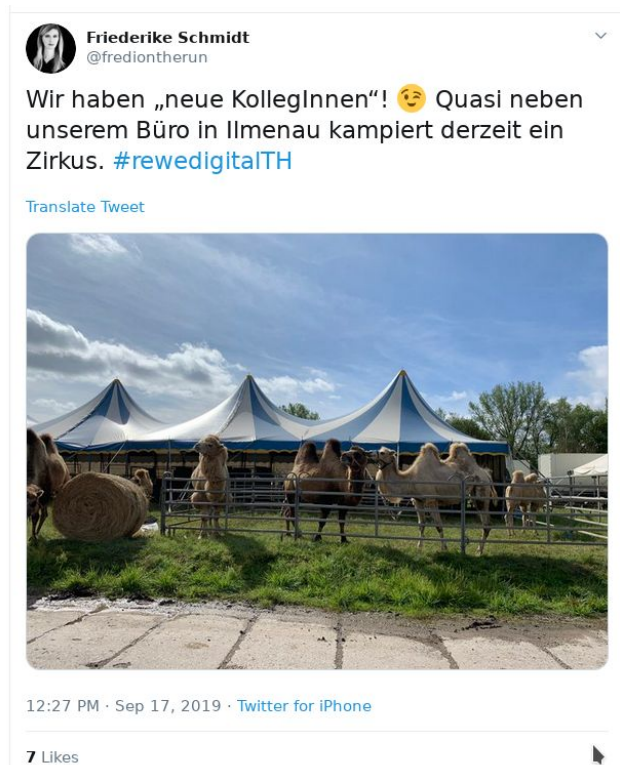 Friederike Schmidt
@frediontherun
Wir haben „neue KollegInnen“! 😉 Quasi neben
unserem Büro in Ilmenau kampiert derzeit ein
Zirkus. #rewedigitalTH
Translate Tweet
12:27 PM · Sep 17, 2019 · Twitter for iPhone
7 Likes